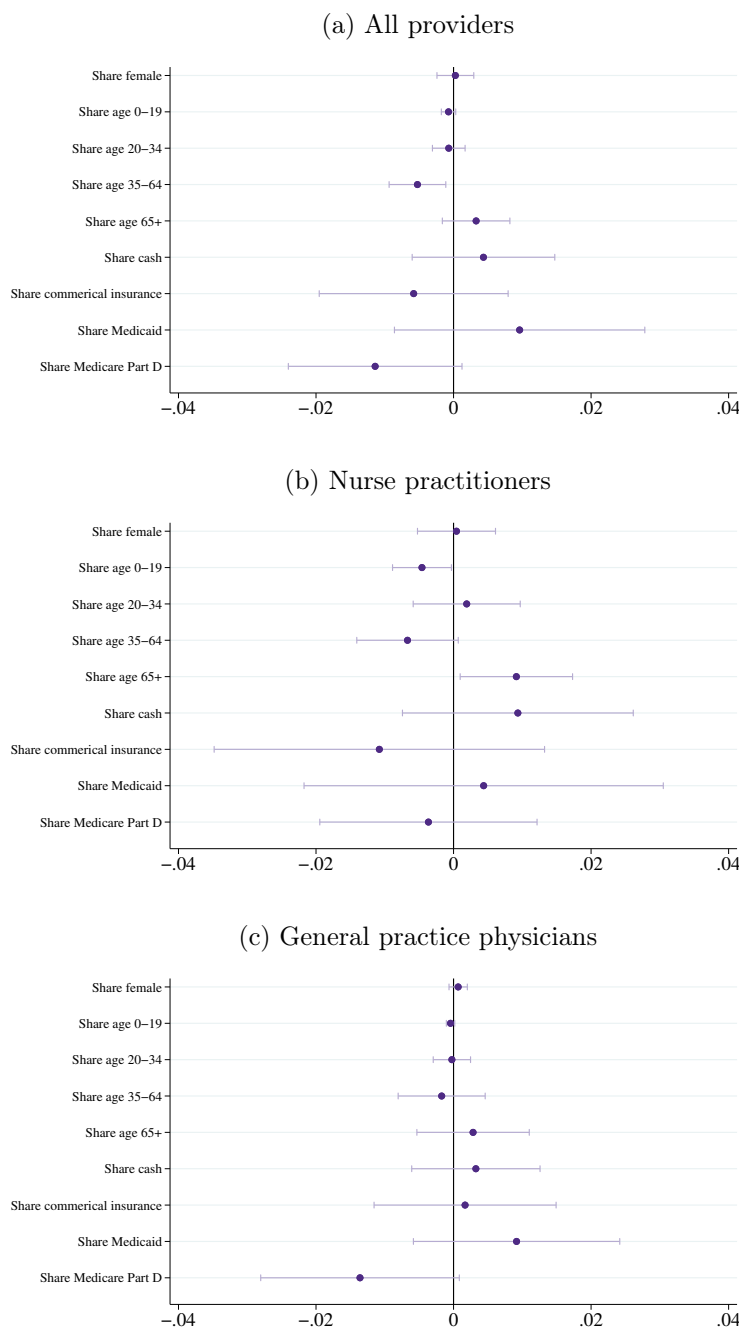 (a) All providers
Share female
Share age 0−19
Share age 20−34
Share age 35−64
Share age 65+
Share cash
Share commerical insurance
Share Medicaid
Share Medicare Part D
−.04 −.02 0 .02 .04
(b) Nurse practitioners
Share female
Share age 0−19
Share age 20−34
Share age 35−64
Share age 65+
Share cash
Share commerical insurance
Share Medicaid
Share Medicare Part D
−.04 −.02 0 .02 .04
(c) General practice physicians
Share female
Share age 0−19
Share age 20−34
Share age 35−64
Share age 65+
Share cash
Share commerical insurance
Share Medicaid
Share Medicare Part D
−.04 −.02 0 .02 .04